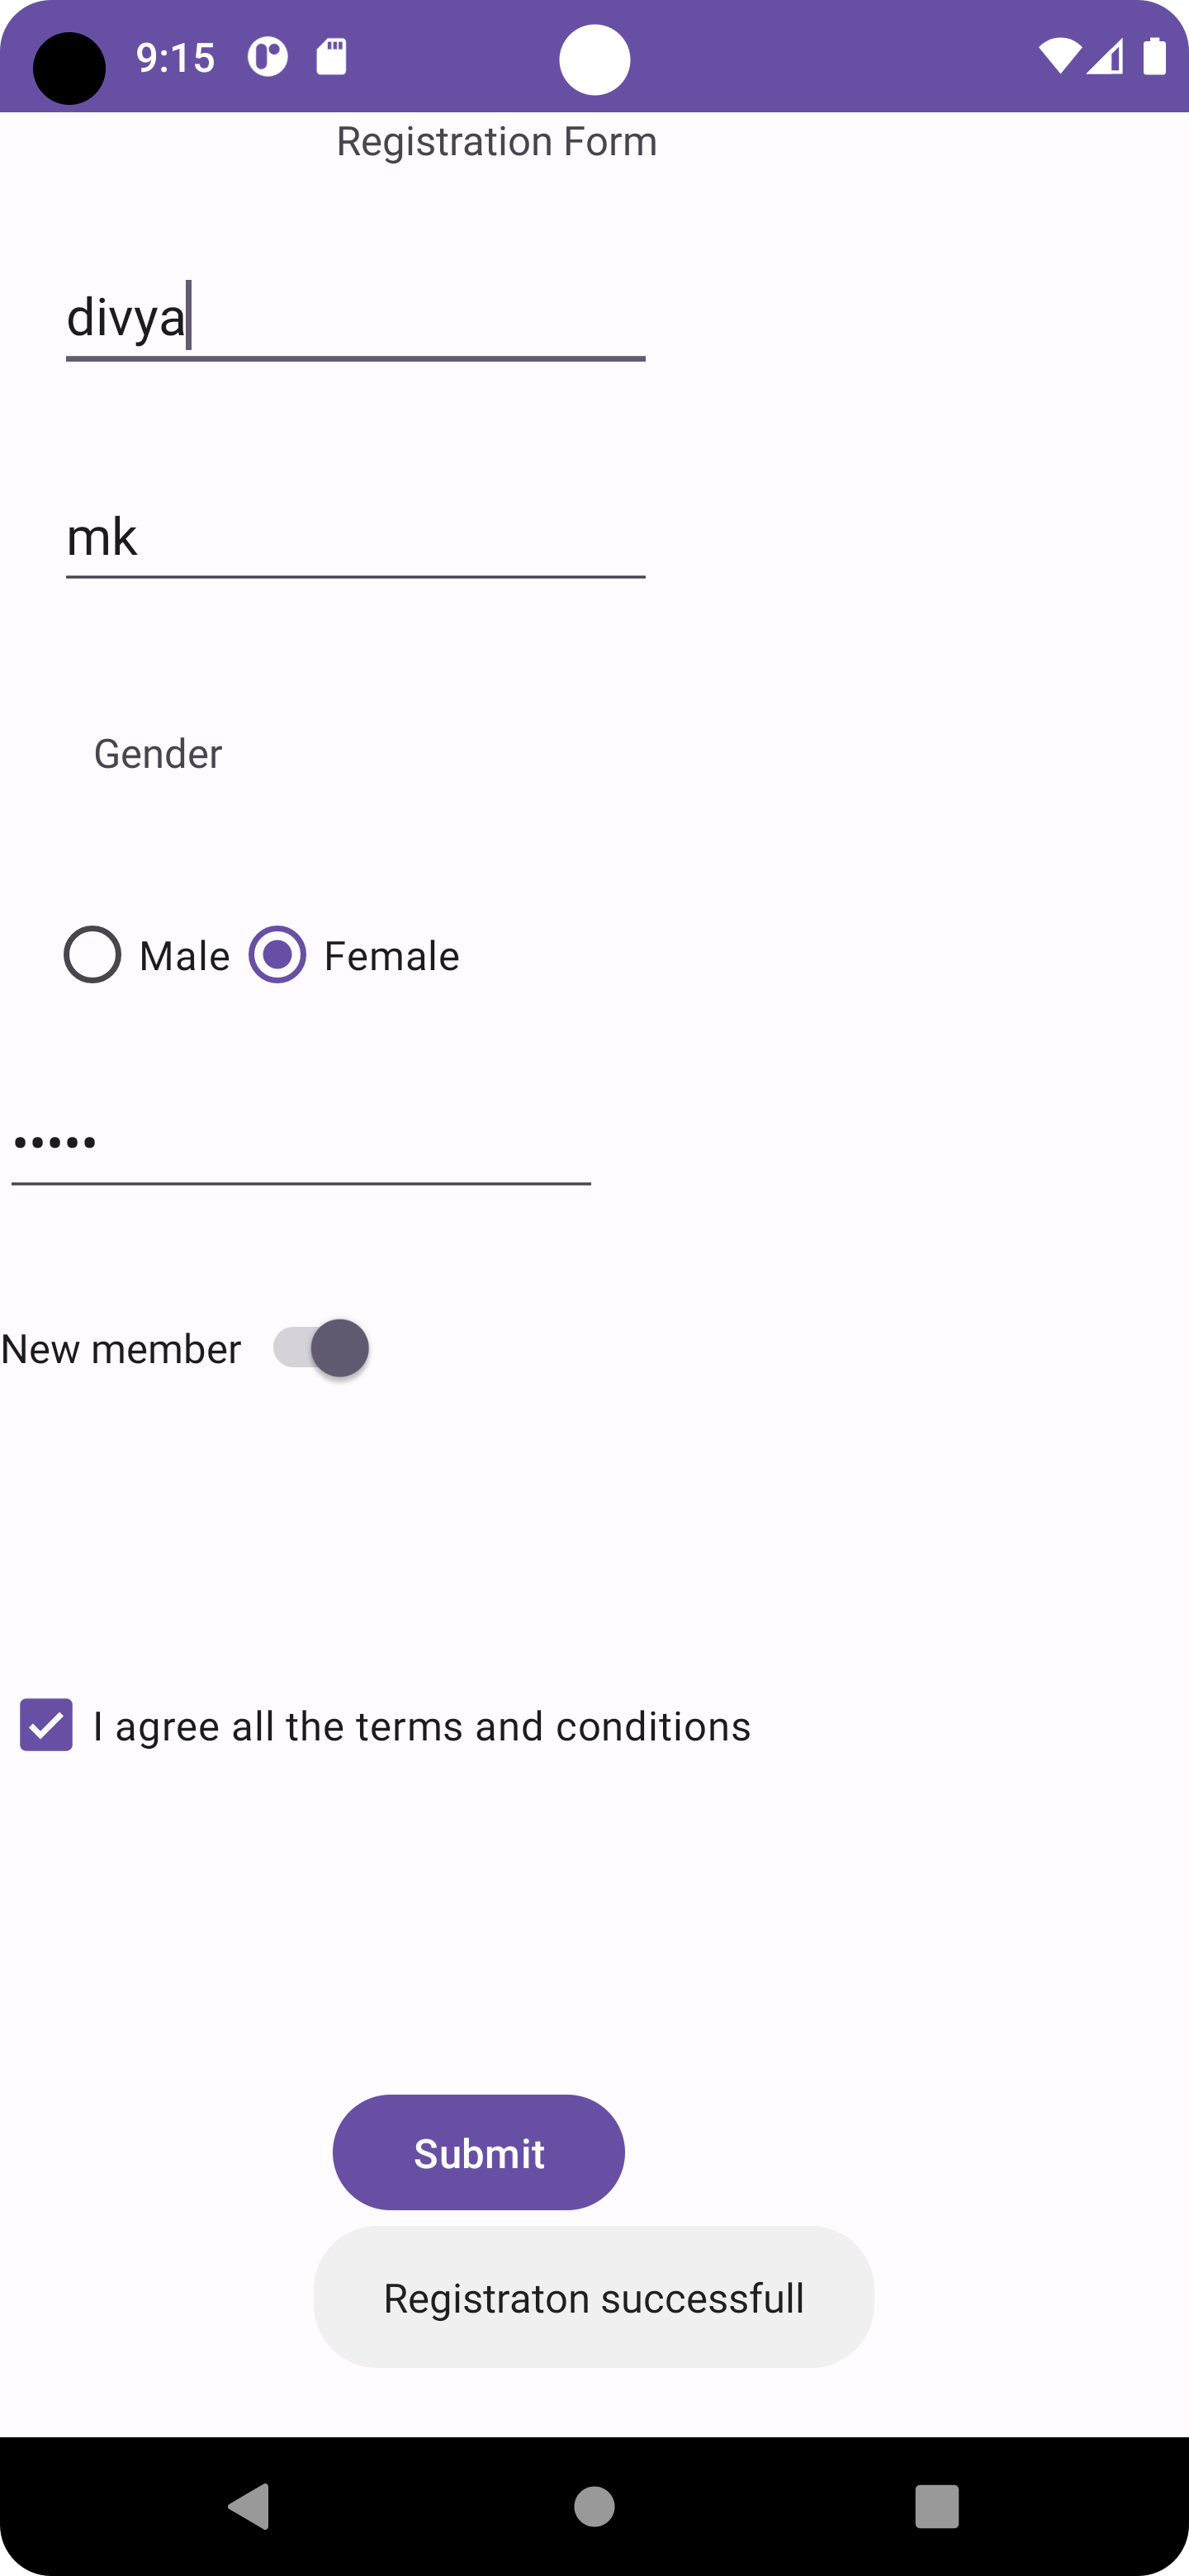 9:15
Registration Form
divya
mk
Gender
Male Female
•••••
New member
I agree all the terms and conditions
Submit
Registraton successfull